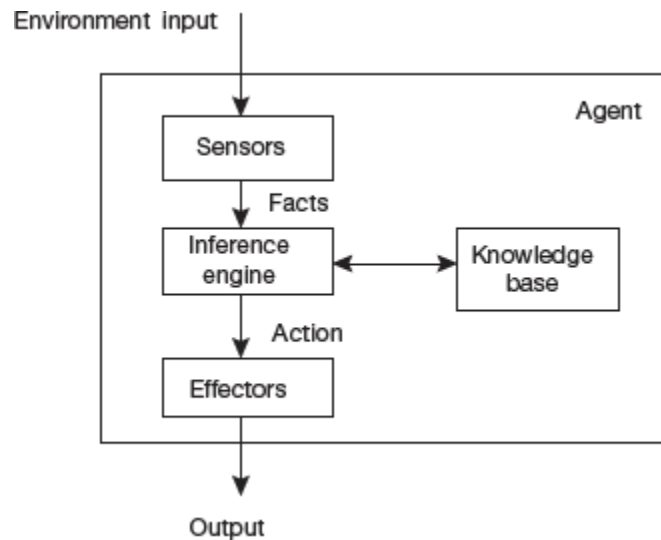 Environment input
Agent
Sensors
Facts
Inference
engine
Knowledge
base
Action
Effectors
Output